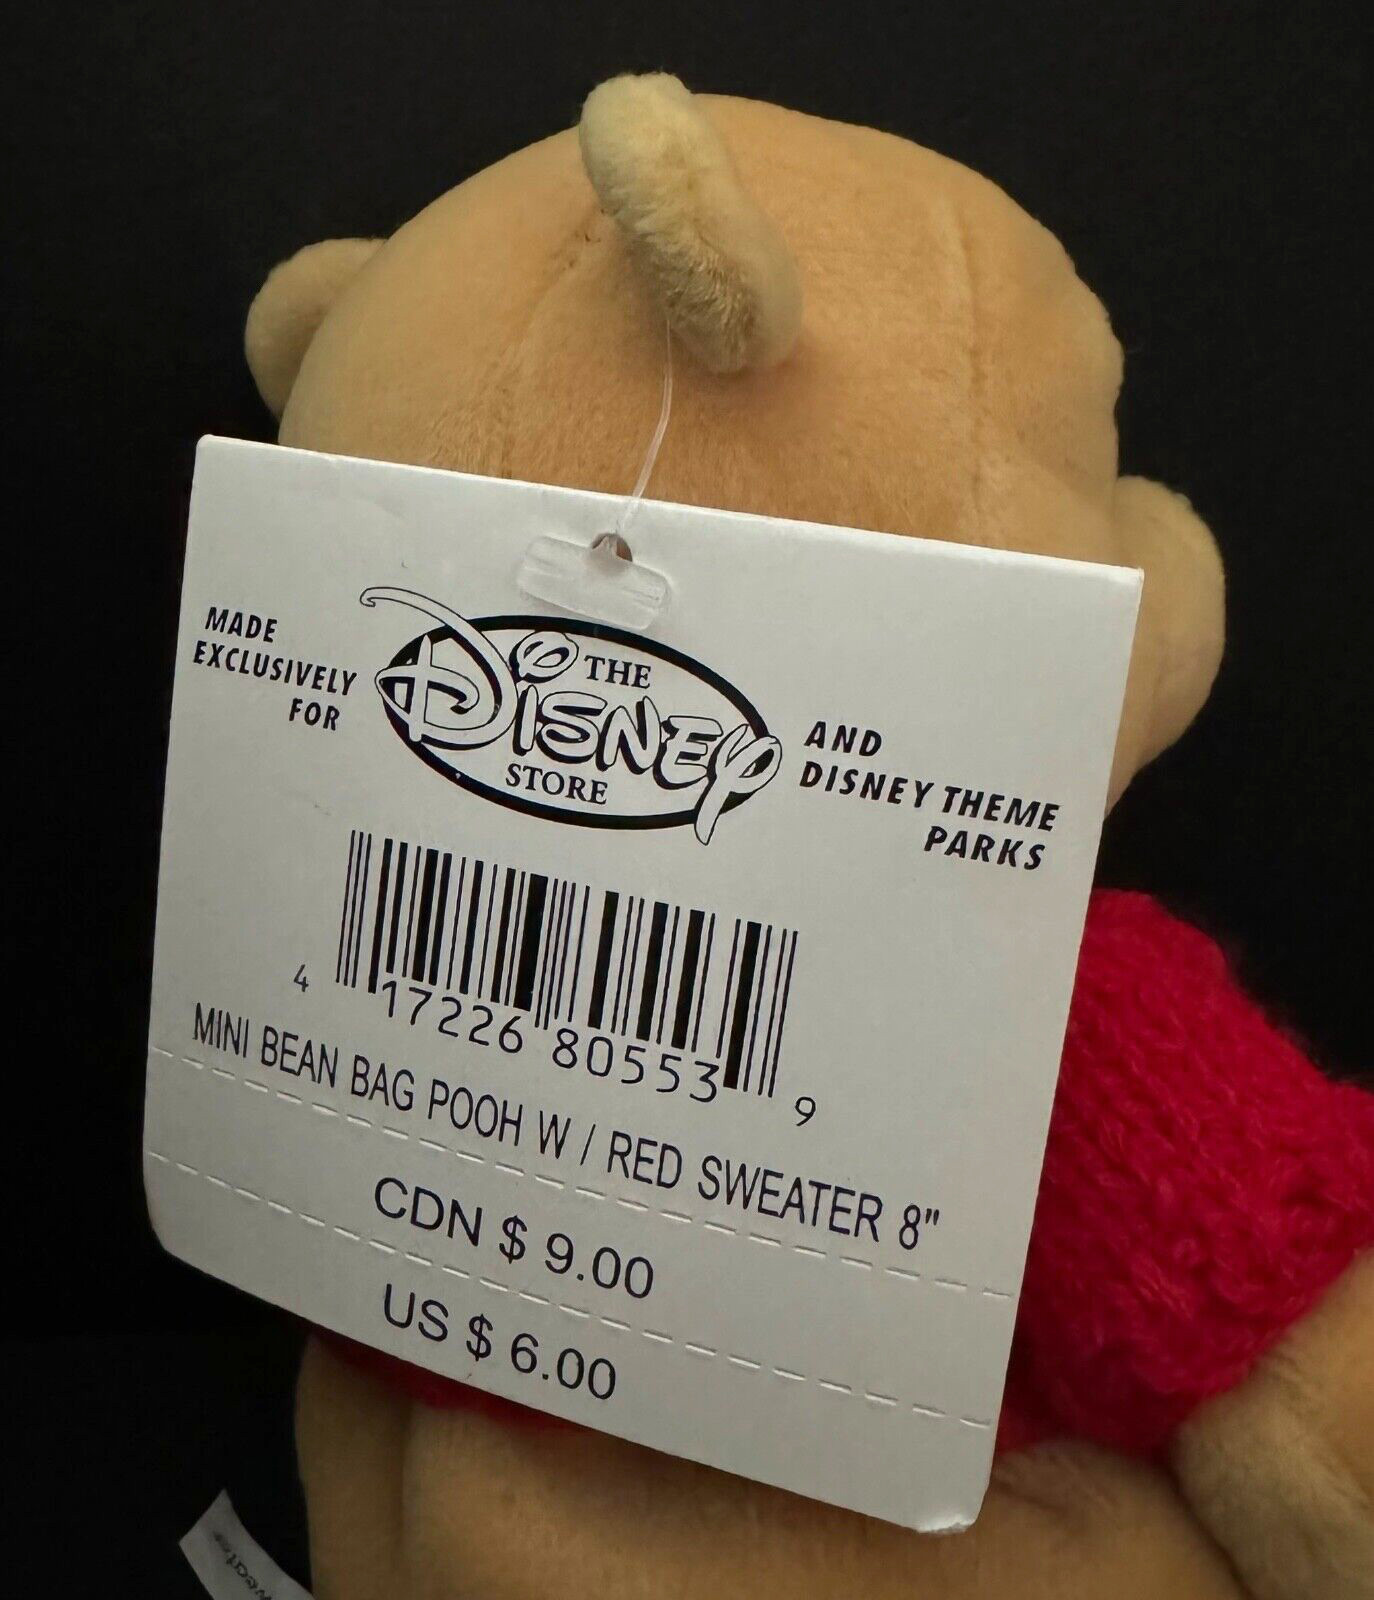 MADE
EXCLUSIVELY
FOR
THE
DISNEY
STORE
AND
DISNEY THEME
PARKS
4 17226 80553 9
MINI BEAN BAG POOH W / RED SWEATER 8"
CDN $ 9.00
US $ 6.00